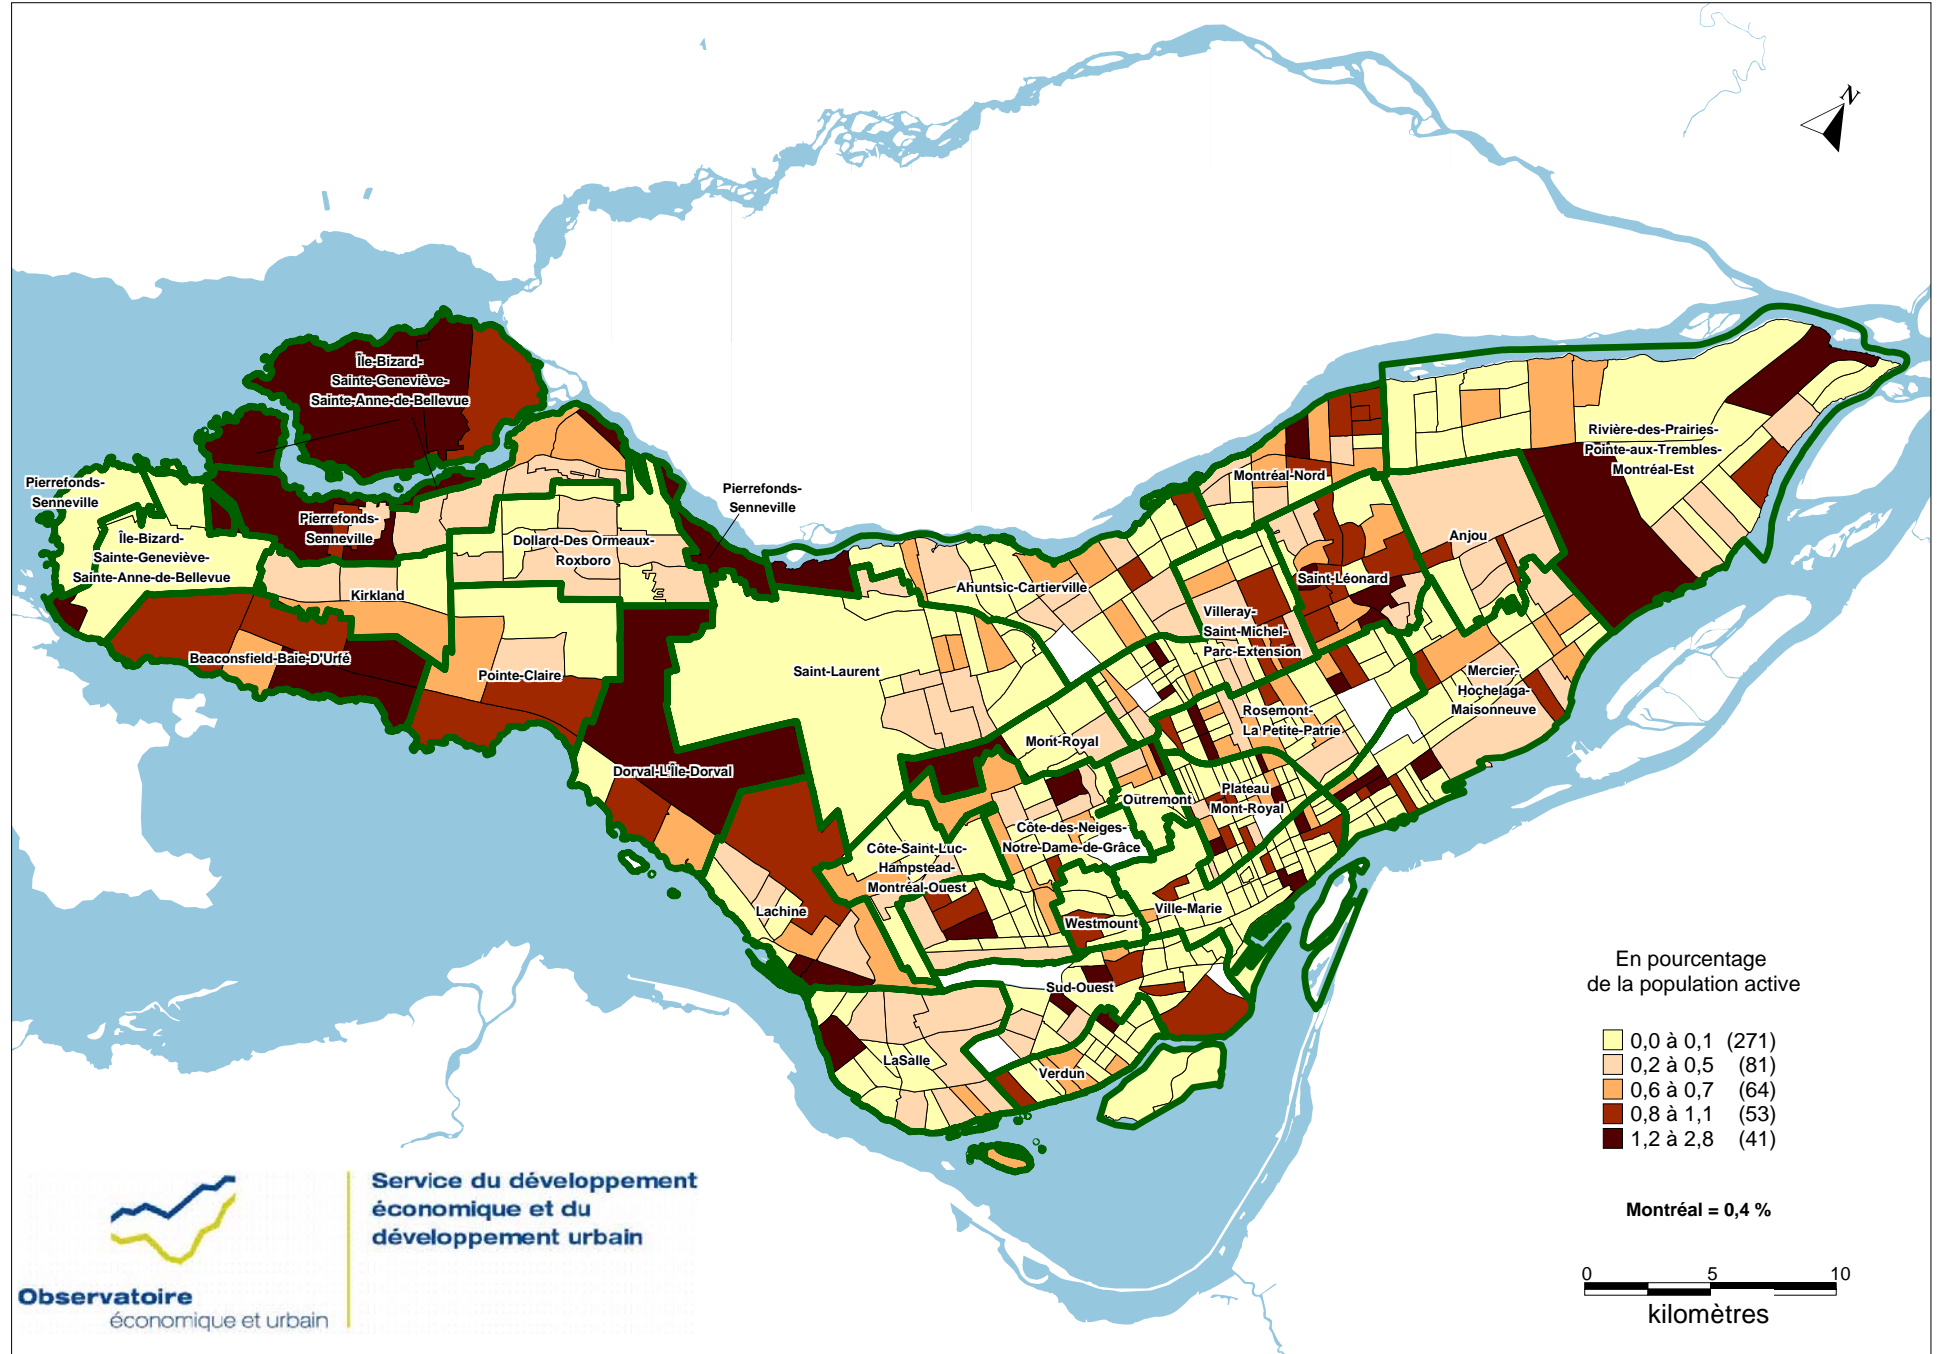 N
Île-Bizard-
Sainte-Geneviève-
Sainte-Anne-de-Bellevue
Pierrefonds-
Senneville
Pierrefonds-
Senneville
Pierrefonds-
Senneville
Île-Bizard-
Sainte-Geneviève-
Sainte-Anne-de-Bellevue
Dollard-Des Ormeaux-
Roxboro
Kirkland
Beaconsfield-Baie-D'Urfé
Pointe-Claire
Dorval-L'Île-Dorval
Saint-Laurent
Ahuntsic-Cartierville
Montréal-Nord
Rivière-des-Prairies-
Pointe-aux-Trembles-
Montréal-Est
Anjou
Saint-Léonard
Villeray-
Saint-Michel-
Parc-Extension
Mercier-
Hochelaga-
Maisonneuve
Rosemont-
La Petite-Patrie
Mont-Royal
Outremont
Plateau
Mont-Royal
Côte-des-Neiges-
Notre-Dame-de-Grâce
Côte-Saint-Luc-
Hampstead-
Montréal-Ouest
Lachine
Westmount
Ville-Marie
Sud-Ouest
LaSalle
Verdun
En pourcentage
de la population active
0,0 à 0,1 (271)
0,2 à 0,5 (81)
0,6 à 0,7 (64)
0,8 à 1,1 (53)
1,2 à 2,8 (41)
Montréal = 0,4 %
0 5 10
kilomètres
Service du développement
économique et du
développement urbain
Observatoire
économique et urbain